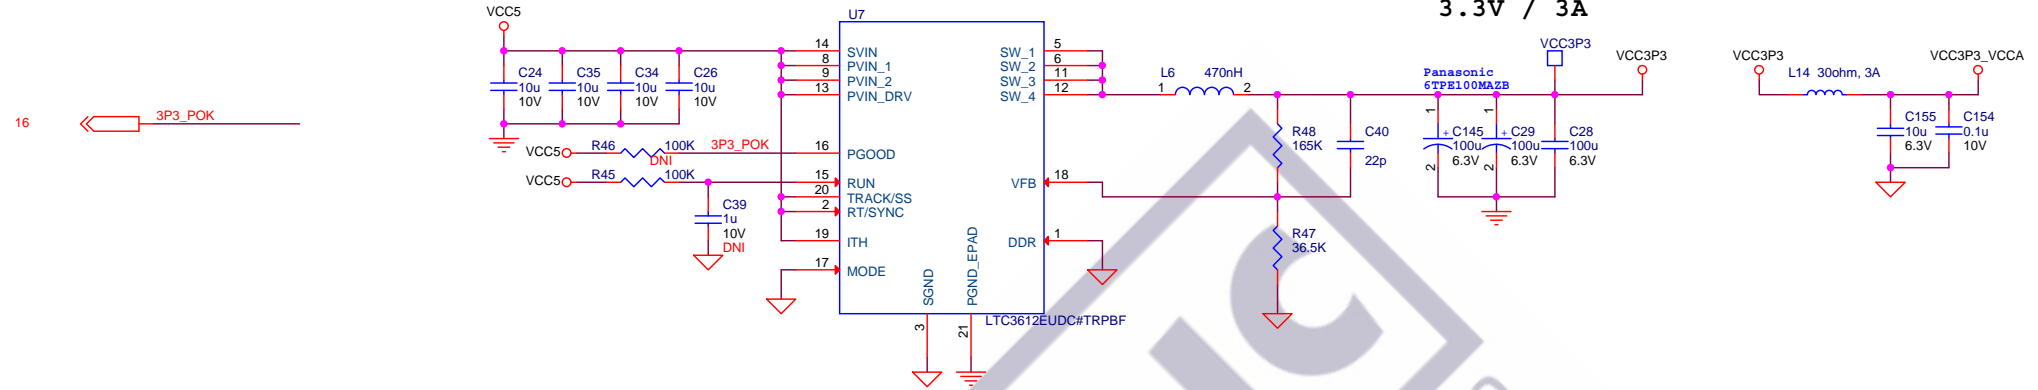 3.3V / 3A
VCC5
U7
14 SVIN
8 PVIN_1
9 PVIN_2
13 PVIN_DRV
16 PGOOD
15 RUN
20 TRACK/SS
2 RT/SYNC
19 ITH
17 MODE
SW_1 5
SW_2 6
SW_3 11
SW_4 12
VFB 18
DDR 1
SGND
3
PGND_EPAD
21
LTC3612EUDC#TRPBF
C24
10u
10V
C35
10u
10V
C34
10u
10V
C26
10u
10V
16
3P3_POK
VCC5
R46
100K
DNI
3P3_POK
VCC5
R45
100K
C39
1u
10V
DNI
L6
470nH
1
2
R48
165K
C40
22p
R47
36.5K
Panasonic
6TPE100MAZB
VCC3P3
VCC3P3
1
+
2
C145
100u
6.3V
1
+
2
C29
100u
6.3V
C28
100u
6.3V
VCC3P3
L14 30ohm, 3A
VCC3P3_VCCA
C155
10u
6.3V
C154
0.1u
10V